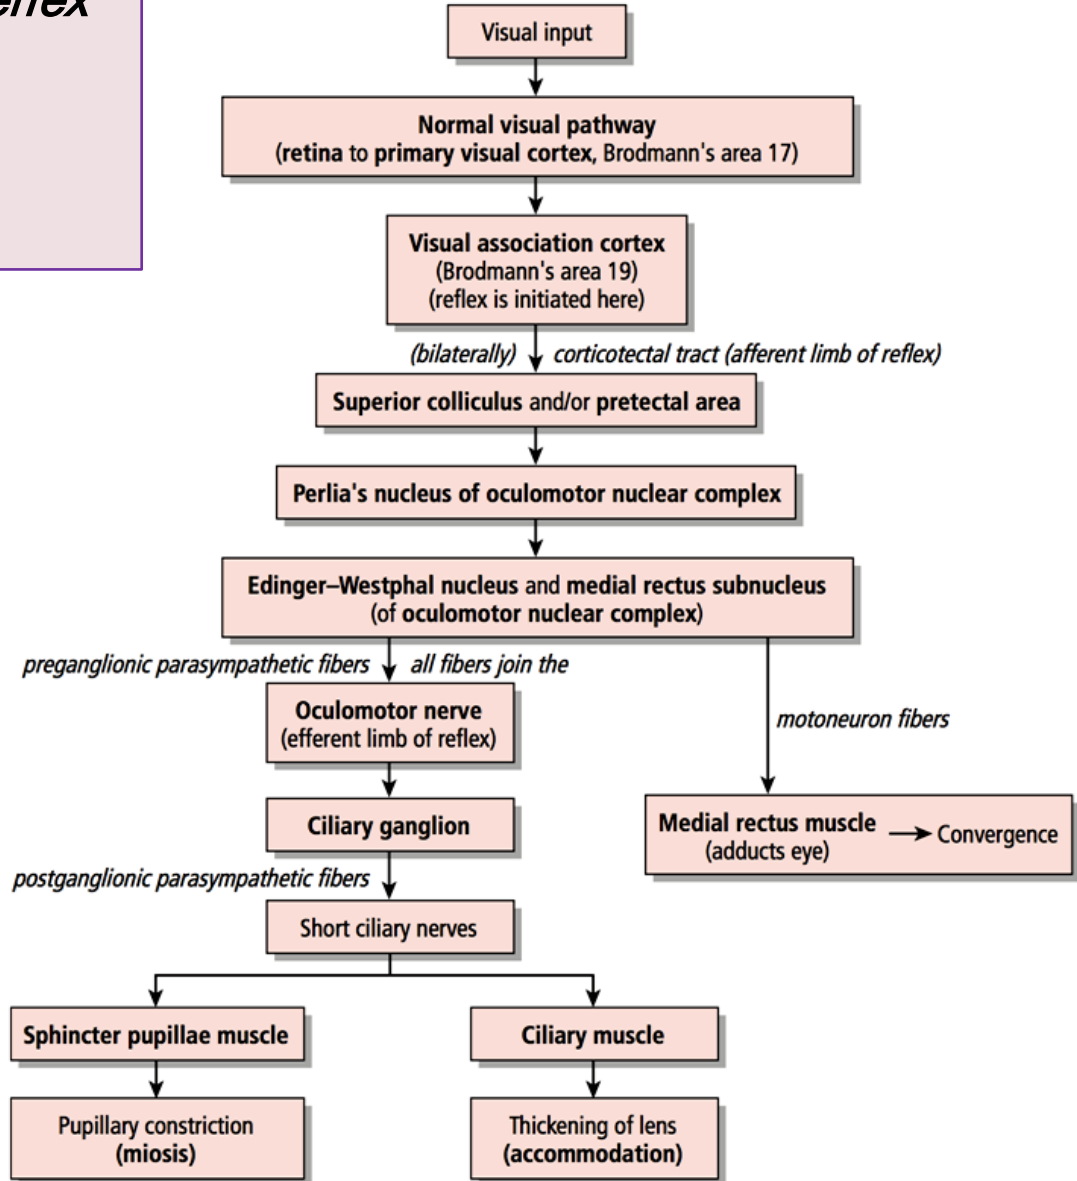 Visual input
Normal visual pathway
(retina to primary visual cortex, Brodmann's area 17)
Visual association cortex
(Brodmann's area 19)
(reflex is initiated here)
(bilaterally) corticotectal tract (afferent limb of reflex)
Superior colliculus and/or pretectal area
Perlia's nucleus of oculomotor nuclear complex
Edinger–Westphal nucleus and medial rectus subnucleus
(of oculomotor nuclear complex)
preganglionic parasympathetic fibers all fibers join the
Oculomotor nerve
(efferent limb of reflex)
motoneuron fibers
Ciliary ganglion
Medial rectus muscle
(adducts eye)
Convergence
postganglionic parasympathetic fibers
Short ciliary nerves
Sphincter pupillae muscle
Ciliary muscle
Pupillary constriction
(miosis)
Thickening of lens
(accommodation)